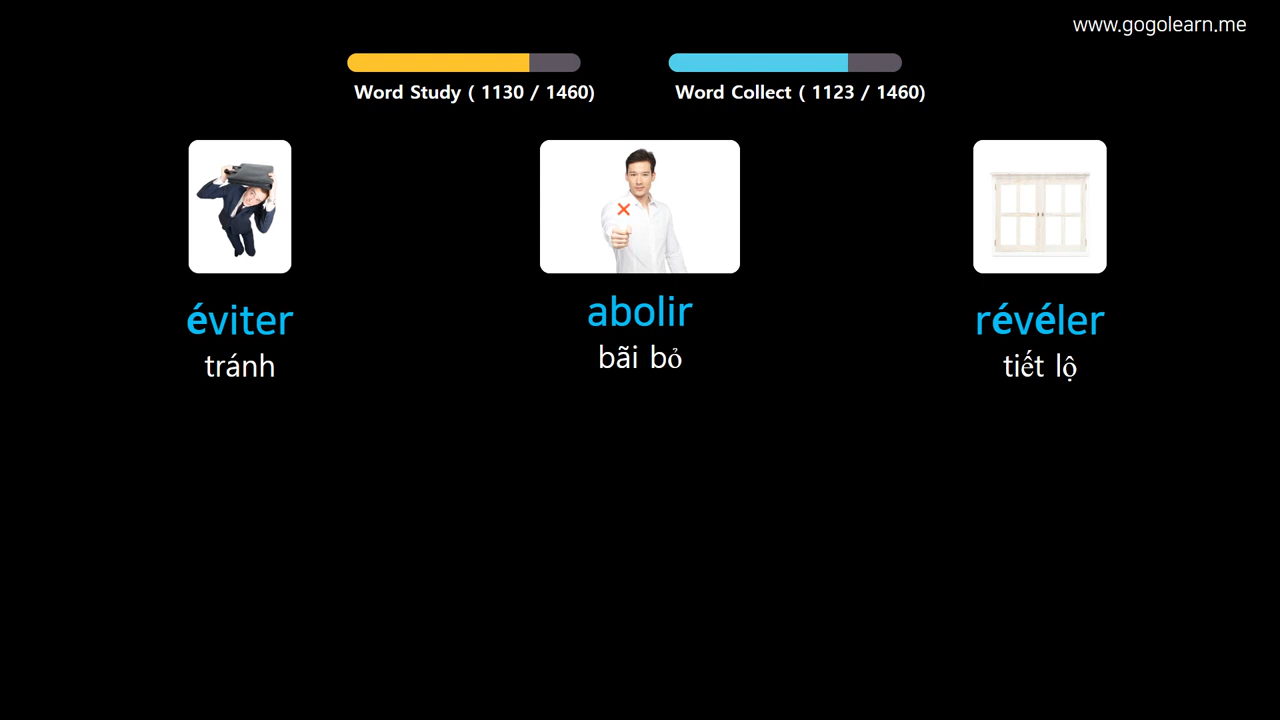 www.gogolearn.me
Word Study ( 1130 / 1460)
Word Collect ( 1123 / 1460)
éviter
tránh
abolir
bãi bỏ
révéler
tiết lộ